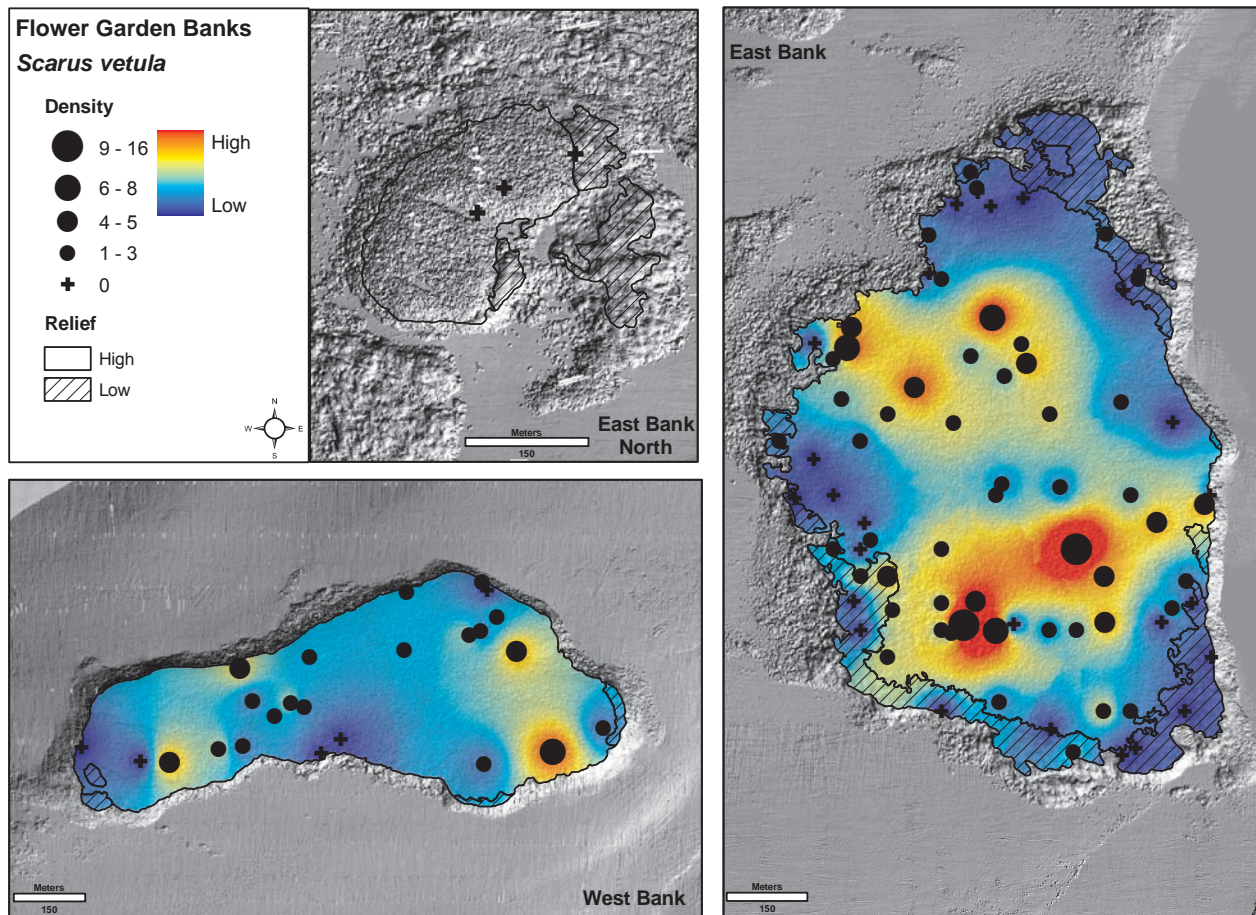 Flower Garden Banks
Scarus vetula
Density
9 - 16
6 - 8
4 - 5
1 - 3
0
High
Low
Relief
High
Low
N
W E
S
Meters
150
East Bank
North
East Bank
Meters
150
West Bank
Meters
150